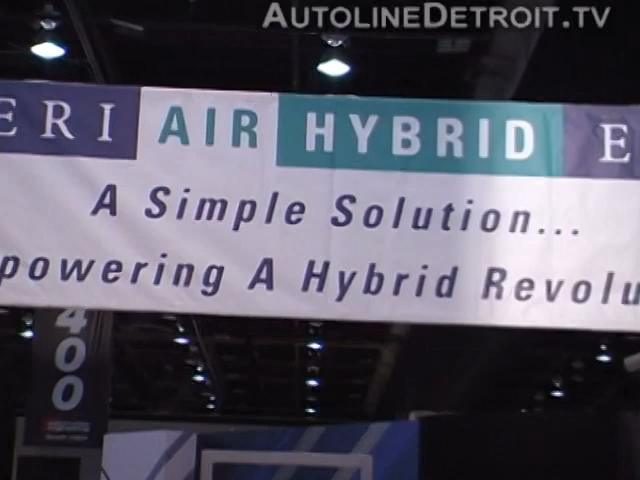 AUTOLINEDETROIT.TV
ERI AIR HYBRID E
A Simple Solution...
powering A Hybrid Revolu
400